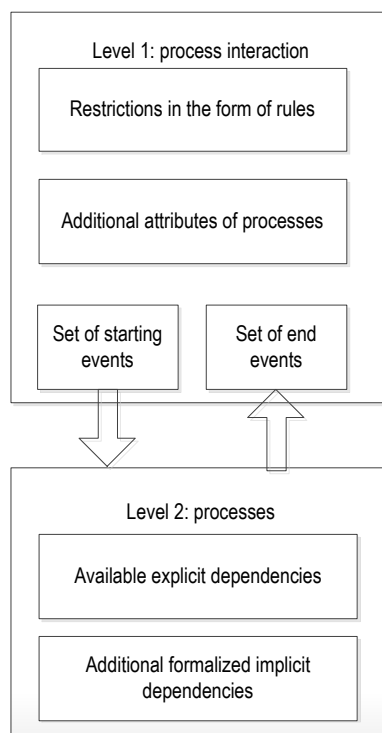 Level 1: process interaction
Restrictions in the form of rules
Additional attributes of processes
Set of starting
events
Set of end
events
Level 2: processes
Available explicit dependencies
Additional formalized implicit
dependencies